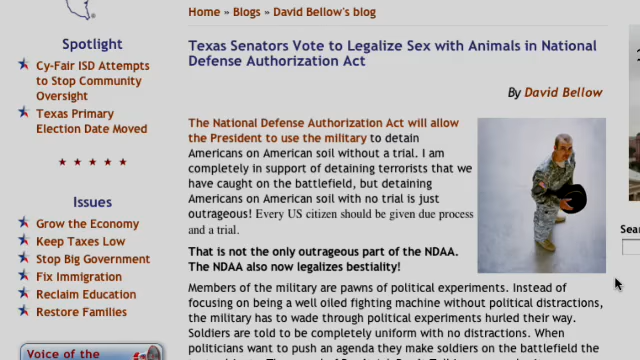 Home » Blogs » David Bellow's blog
Spotlight
Cy-Fair ISD Attempts
to Stop Community
Oversight
Texas Primary
Election Date Moved
Issues
Grow the Economy
Keep Taxes Low
Stop Big Government
Fix Immigration
Reclaim Education
Restore Families
Voice of the
Texas Senators Vote to Legalize Sex with Animals in National
Defense Authorization Act
By David Bellow
The National Defense Authorization Act will allow
the President to use the military to detain
Americans on American soil without a trial. I am
completely in support of detaining terrorists that we
have caught on the battlefield, but detaining
Americans on American soil with no trial is just
outrageous! Every US citizen should be given due process
and a trial.
That is not the only outrageous part of the NDAA.
The NDAA also now legalizes bestiality!
Members of the military are pawns of political experiments. Instead of
focusing on being a well oiled fighting machine without political distractions,
the military has to wade through political experiments hurled their way.
Soldiers are told to be completely uniform with no distractions. When
politicians want to push an agenda they make soldiers on the battlefield the
Sear